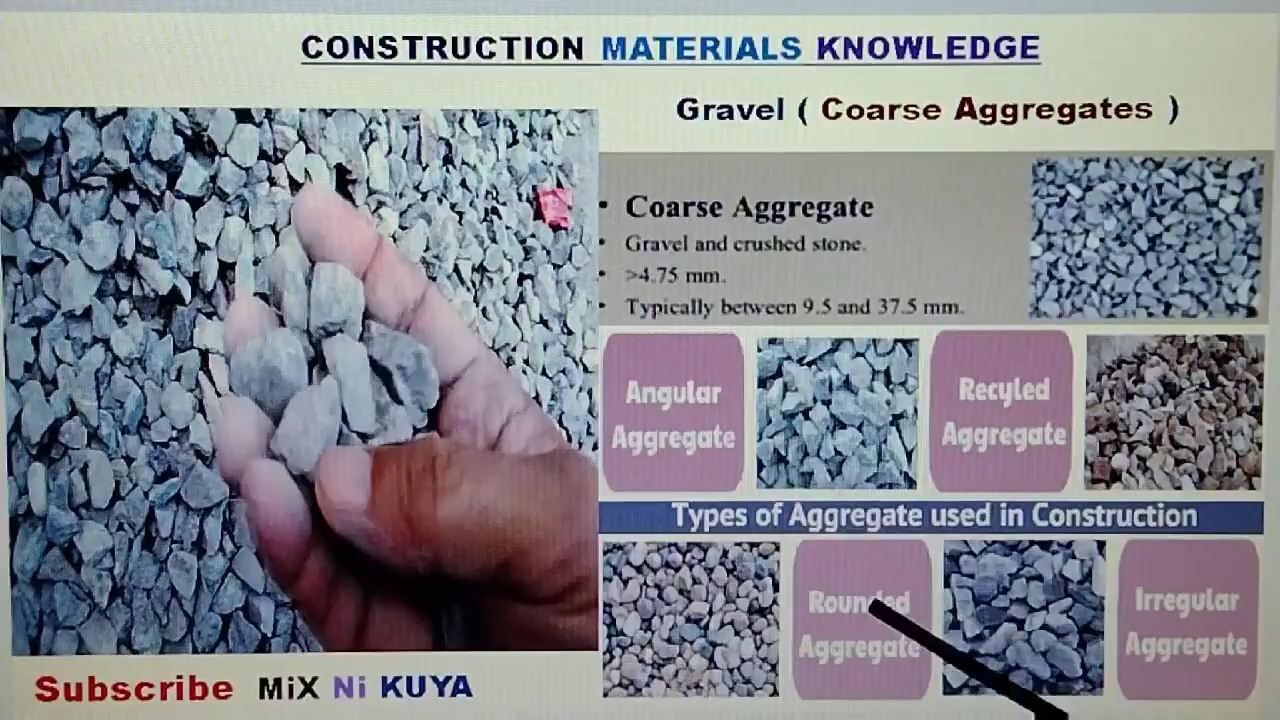 CONSTRUCTION MATERIALS KNOWLEDGE
Gravel ( Coarse Aggregates )
• Coarse Aggregate
• Gravel and crushed stone.
• >4.75 mm.
• Typically between 9.5 and 37.5 mm.
Angular
Aggregate
Recyled
Aggregate
Types of Aggregate used in Construction
Rounded
Aggregate
Irregular
Aggregate
Subscribe MiX Ni KUYA